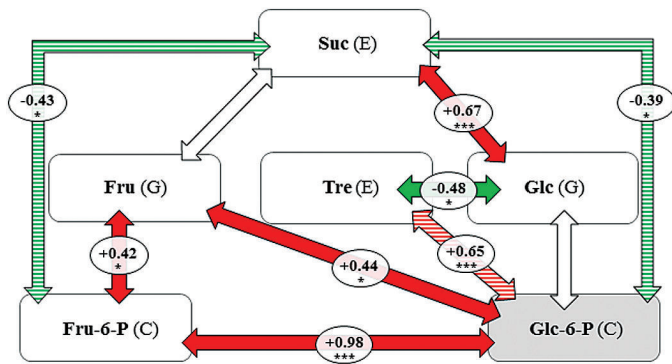 Suc (E)
-0.43
*
+0.67
***
-0.39
*
Fru (G)
Tre (E)
-0.48
*
Glc (G)
+0.42
*
+0.44
*
+0.65
***
Fru-6-P (C)
+0.98
***
Glc-6-P (C)